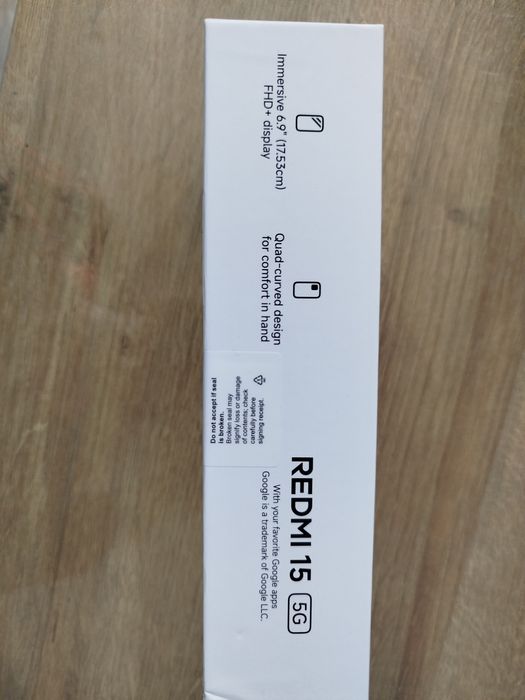 Immersive 6.9" (17.53cm)
FHD+ display
Quad-curved design
for comfort in hand
Do not accept if seal
is broken.
Broken seal may
signify loss or damage
of contents; check
carefully before
signing receipt.
REDMI 15 5G
With your favorite Google apps
Google is a trademark of Google LLC.